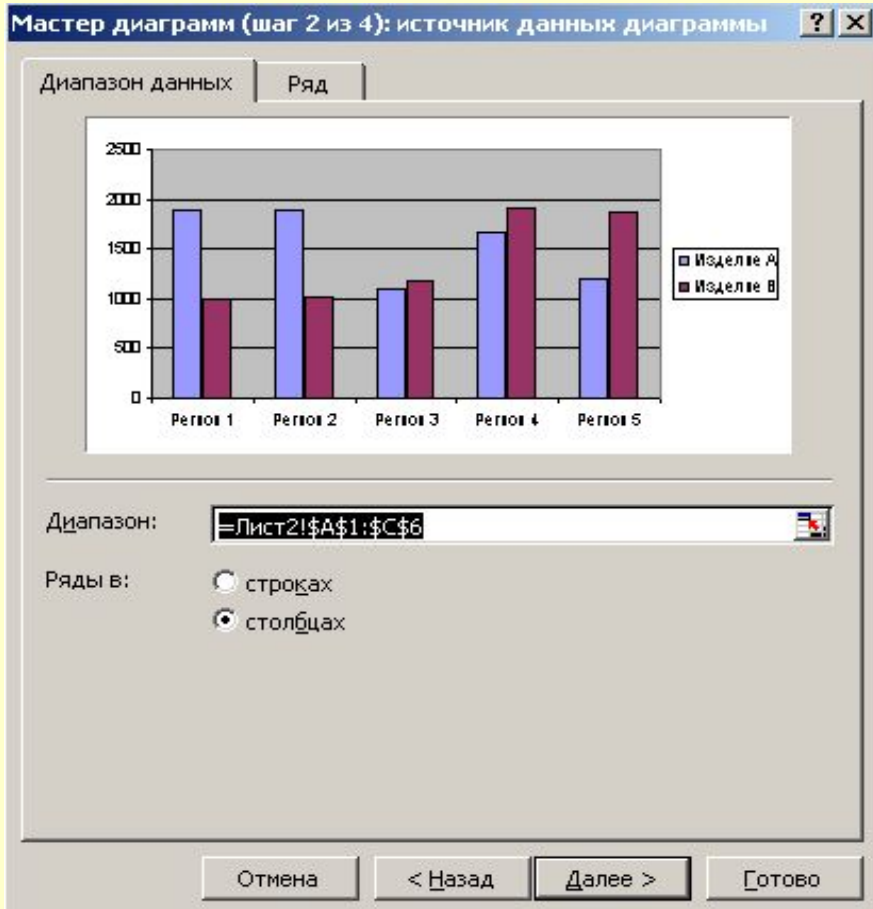 Мастер диаграмм (шаг 2 из 4): источник данных диаграммы
Диапазон данных
Ряд
2500
2000
1500
1000
500
0
Регион 1 Регион 2 Регион 3 Регион 4 Регион 5
Изделие A
Изделие B
Диапазон:
=Лист2!$A$1:$C$6
Ряды в:
строках
столбцах
Отмена
< Назад
Далее >
Готово